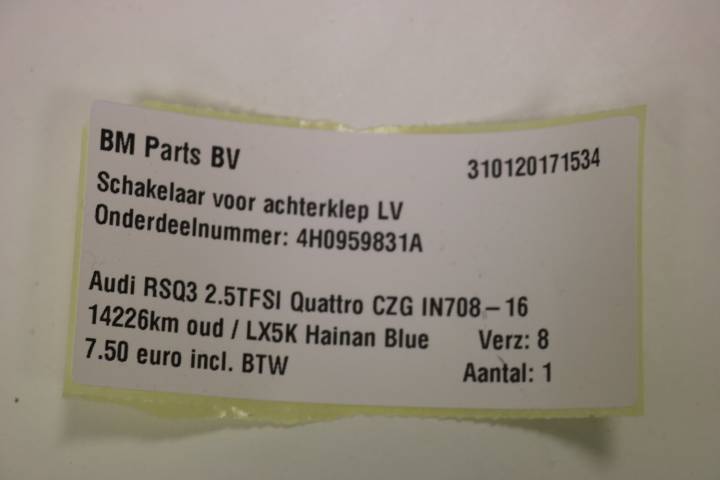 BM Parts BV 310120171534
Schakelaar voor achterklep LV
Onderdeelnummer: 4H0959831A
Audi RSQ3 2.5TFSI Quattro CZG IN708-16
14226km oud / LX5K Hainan Blue Verz: 8
7.50 euro incl. BTW Aantal: 1